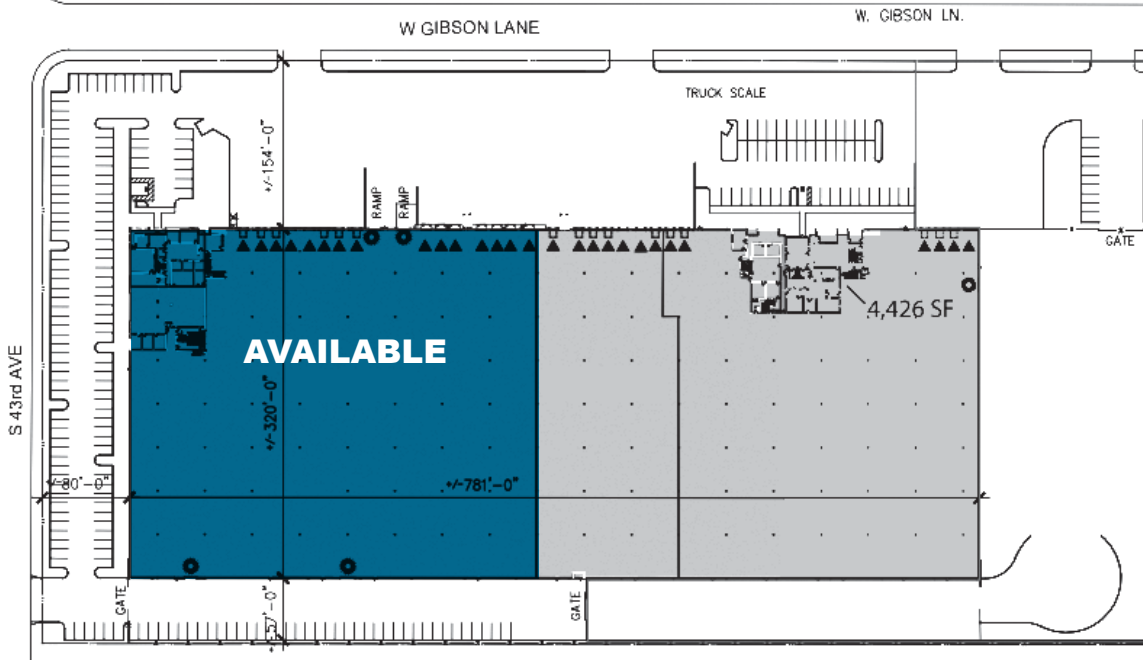 W GIBSON LANE
W. GIBSON LN.
TRUCK SCALE
+/-154'-0"
RAMP
RAMP
GATE
4,426 SF
AVAILABLE
S 43rd AVE
+/-320'-0"
+/-80'-0"
+/-781'-0"
GATE
GATE
+/-57'-0"